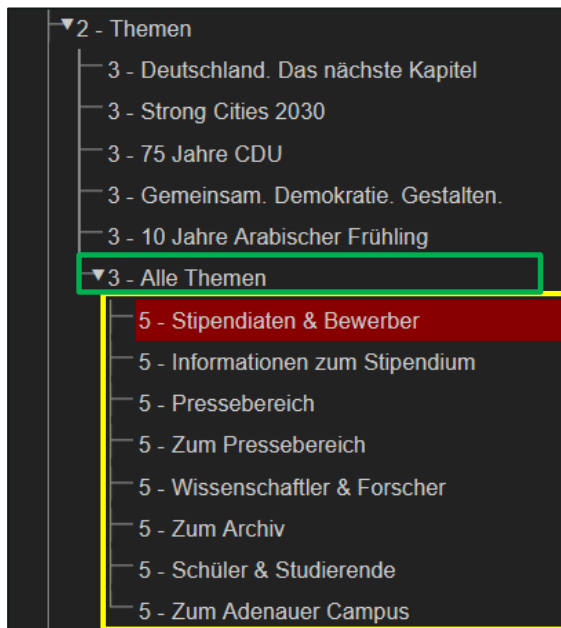 2 - Themen
3 - Deutschland. Das nächste Kapitel
3 - Strong Cities 2030
3 - 75 Jahre CDU
3 - Gemeinsam. Demokratie. Gestalten.
3 - 10 Jahre Arabischer Frühling
3 - Alle Themen
5 - Stipendiaten & Bewerber
5 - Informationen zum Stipendium
5 - Pressebereich
5 - Zum Pressebereich
5 - Wissenschaftler & Forscher
5 - Zum Archiv
5 - Schüler & Studierende
5 - Zum Adenauer Campus